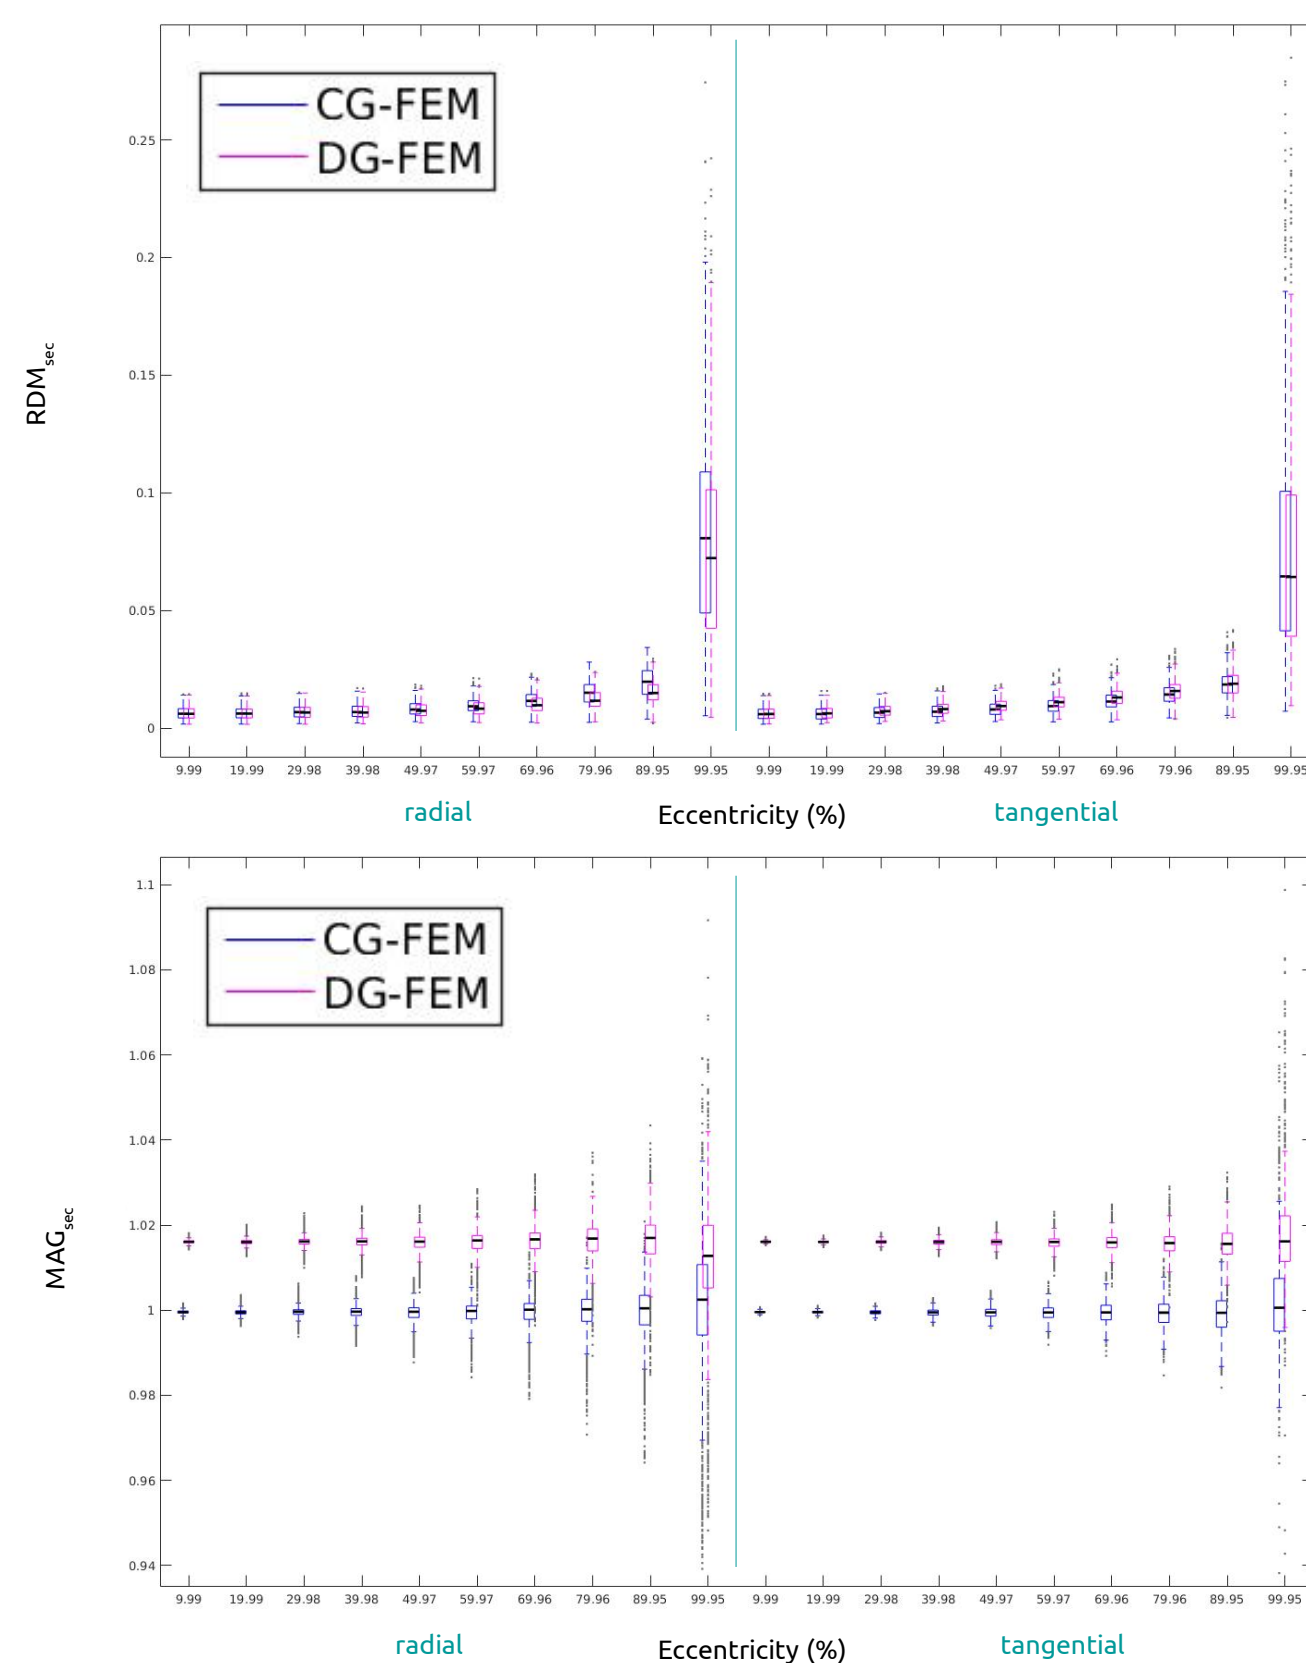 CG-FEM
DG-FEM
0.25
0.2
0.15
0.1
0.05
0
RDMsec
9.99 19.99 29.98 39.98 49.97 59.97 69.96 79.96 89.95 99.95 9.99 19.99 29.98 39.98 49.97 59.97 69.96 79.96 89.95 99.95
radial Eccentricity (%) tangential
CG-FEM
DG-FEM
1.1
1.08
1.06
1.04
1.02
1
0.98
0.96
0.94
MAGsec
9.99 19.99 29.98 39.98 49.97 59.97 69.96 79.96 89.95 99.95 9.99 19.99 29.98 39.98 49.97 59.97 69.96 79.96 89.95 99.95
radial Eccentricity (%) tangential